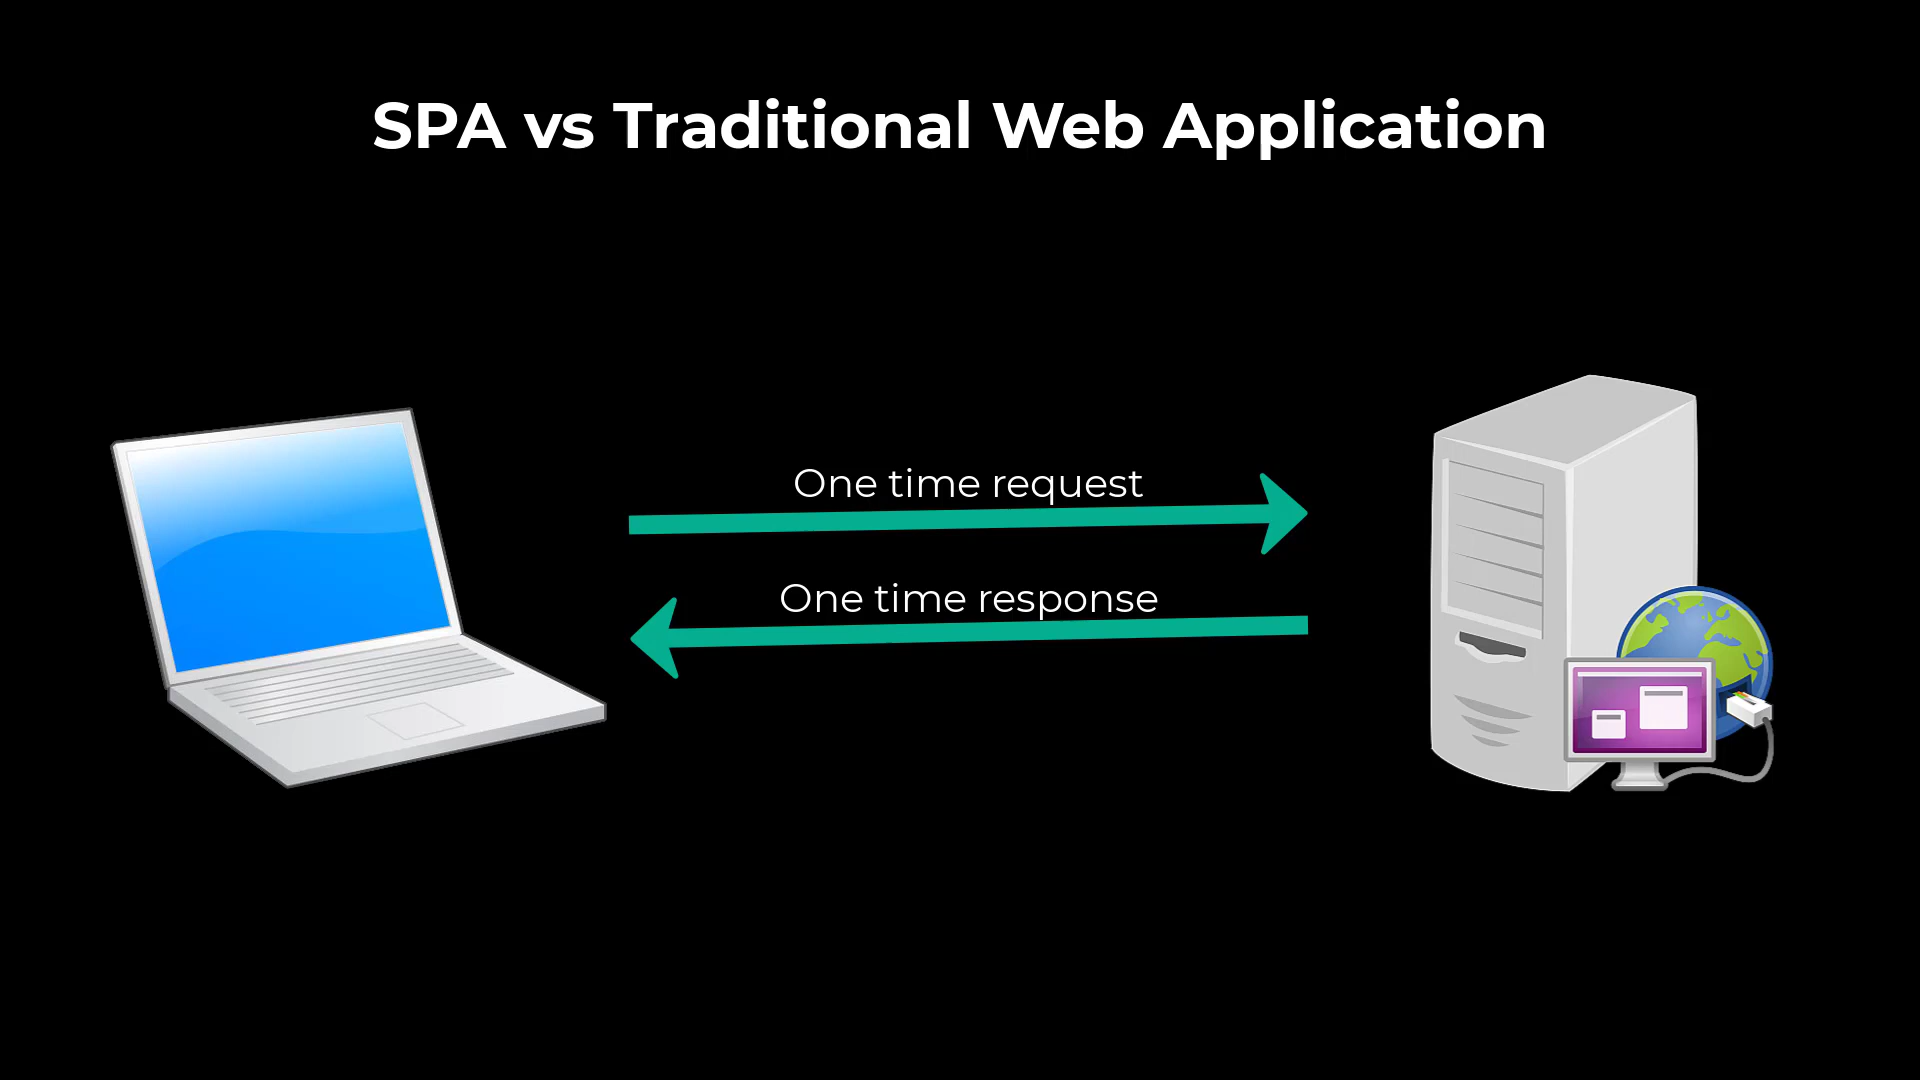 SPA vs Traditional Web Application
One time request
One time response